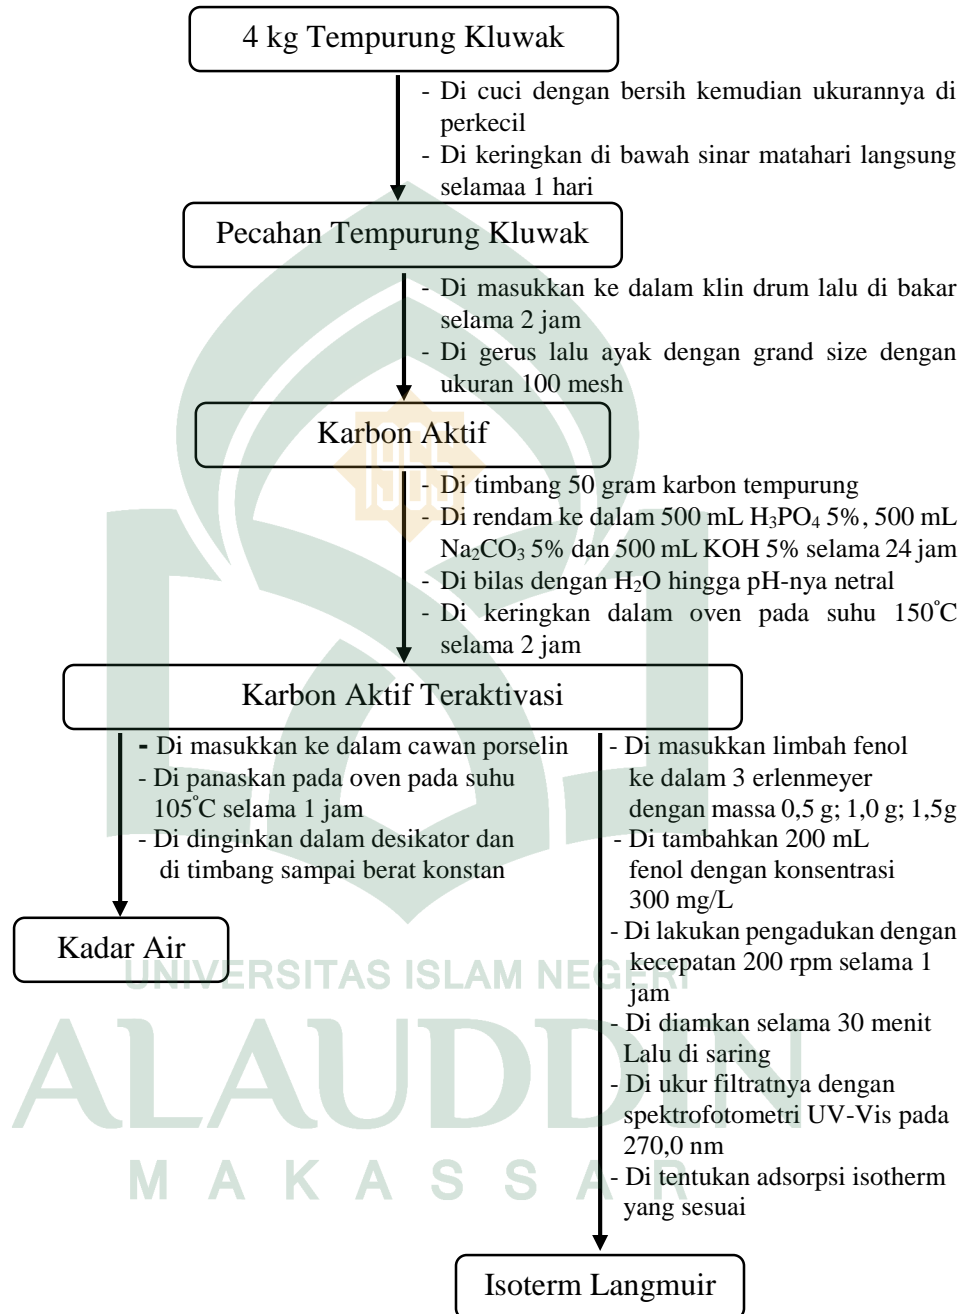 4 kg Tempurung Kluwak
- Di cuci dengan bersih kemudian ukurannya di
perkecil
- Di keringkan di bawah sinar matahari langsung
selamaa 1 hari
Pecahan Tempurung Kluwak
- Di masukkan ke dalam klin drum lalu di bakar
selama 2 jam
- Di gerus lalu ayak dengan grand size dengan
ukuran 100 mesh
Karbon Aktif
- Di timbang 50 gram karbon tempurung
- Di rendam ke dalam 500 mL H₃PO₄ 5%, 500 mL
Na₂CO₃ 5% dan 500 mL KOH 5% selama 24 jam
- Di bilas dengan H₂O hingga pH-nya netral
- Di keringkan dalam oven pada suhu 150°C
selama 2 jam
Karbon Aktif Teraktivasi
- Di masukkan ke dalam cawan porselin
- Di panaskan pada oven pada suhu
105°C selama 1 jam
- Di dinginkan dalam desikator dan
di timbang sampai berat konstan
Kadar Air
- Di masukkan limbah fenol
ke dalam 3 erlenmeyer
dengan massa 0,5 g; 1,0 g; 1,5g
- Di tambahkan 200 mL
fenol dengan konsentrasi
300 mg/L
- Di lakukan pengadukan dengan
kecepatan 200 rpm selama 1
jam
- Di diamkan selama 30 menit
Lalu di saring
- Di ukur filtratnya dengan
spektrofotometri UV-Vis pada
270,0 nm
- Di tentukan adsorpsi isotherm
yang sesuai
Isoterm Langmuir
1965
UNIVERSITAS ISLAM NEGERI
ALAUDDIN
MAKASSAR